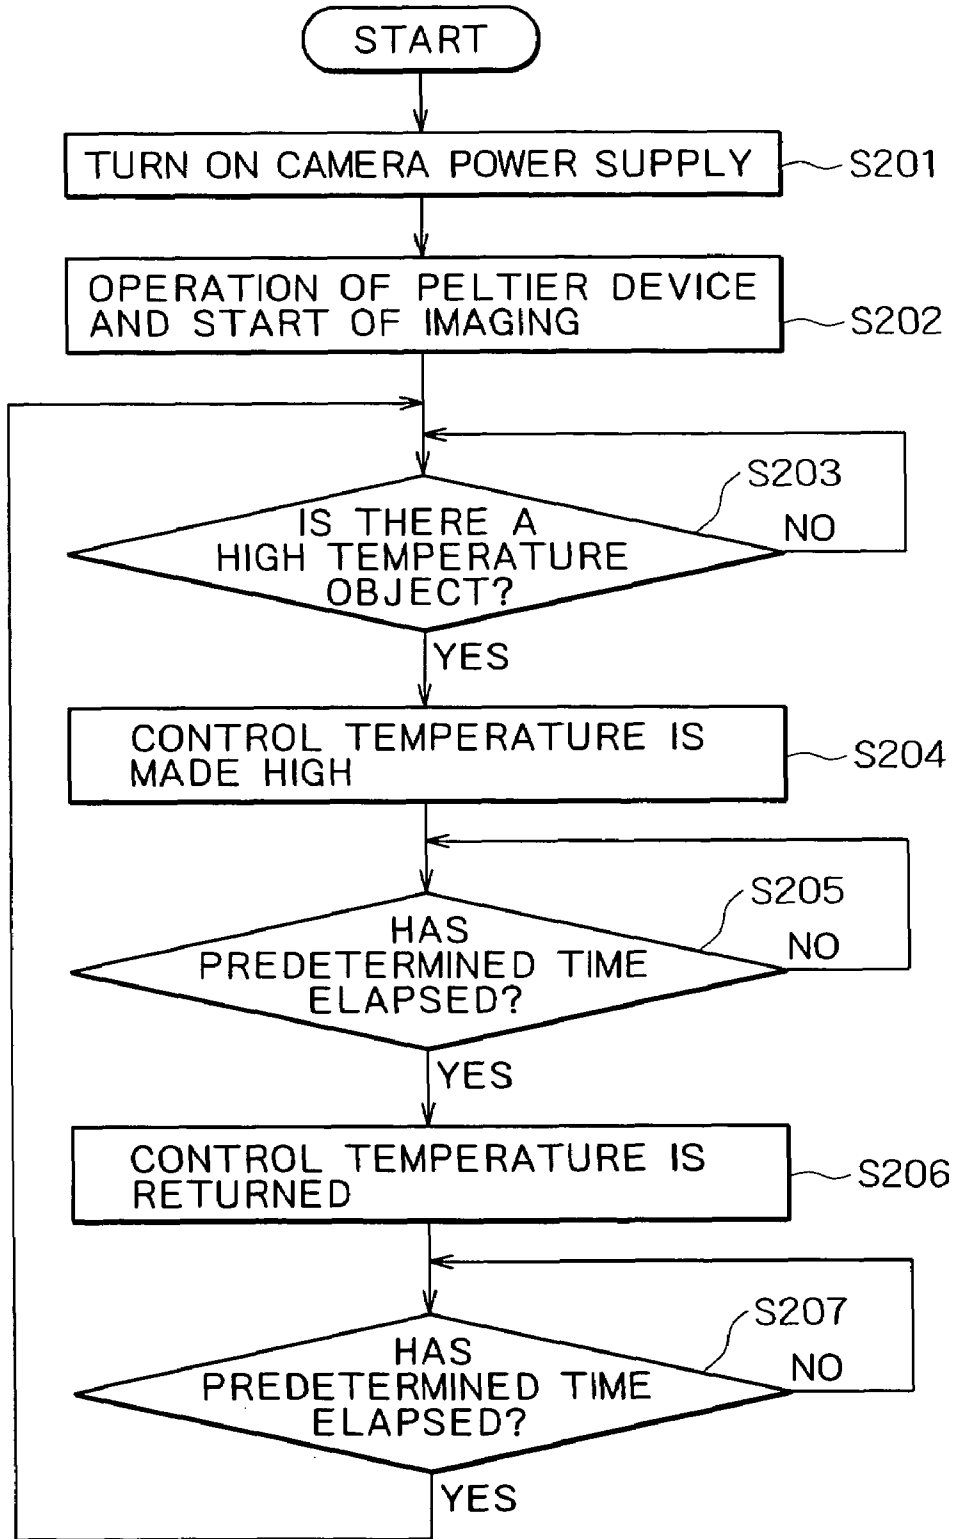 START
TURN ON CAMERA POWER SUPPLY
S201
OPERATION OF PELTIER DEVICE
AND START OF IMAGING
S202
S203
IS THERE A
HIGH TEMPERATURE
OBJECT?
NO
YES
CONTROL TEMPERATURE IS
MADE HIGH
S204
S205
HAS
PREDETERMINED TIME
ELAPSED?
NO
YES
CONTROL TEMPERATURE IS
RETURNED
S206
S207
HAS
PREDETERMINED TIME
ELAPSED?
NO
YES